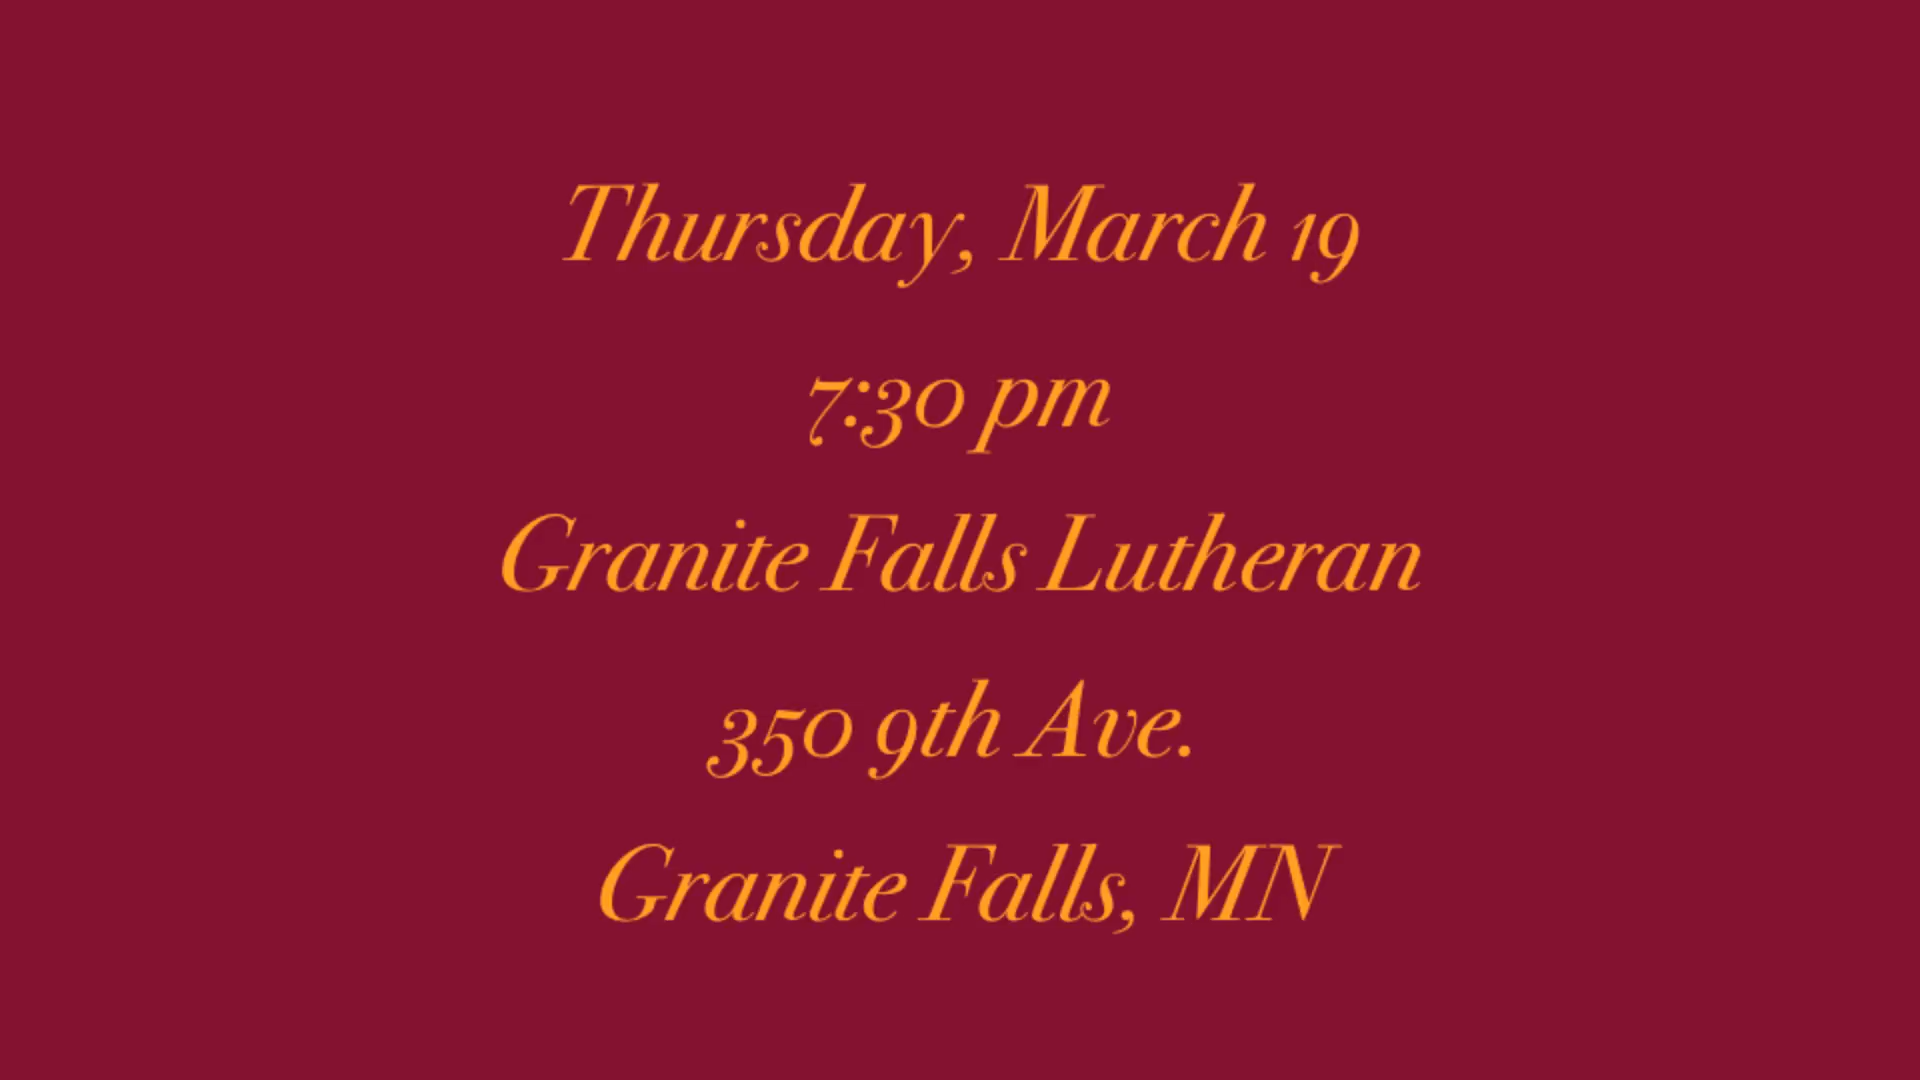 Thursday, March 19
7:30 pm
Granite Falls Lutheran
350 9th Ave.
Granite Falls, MN